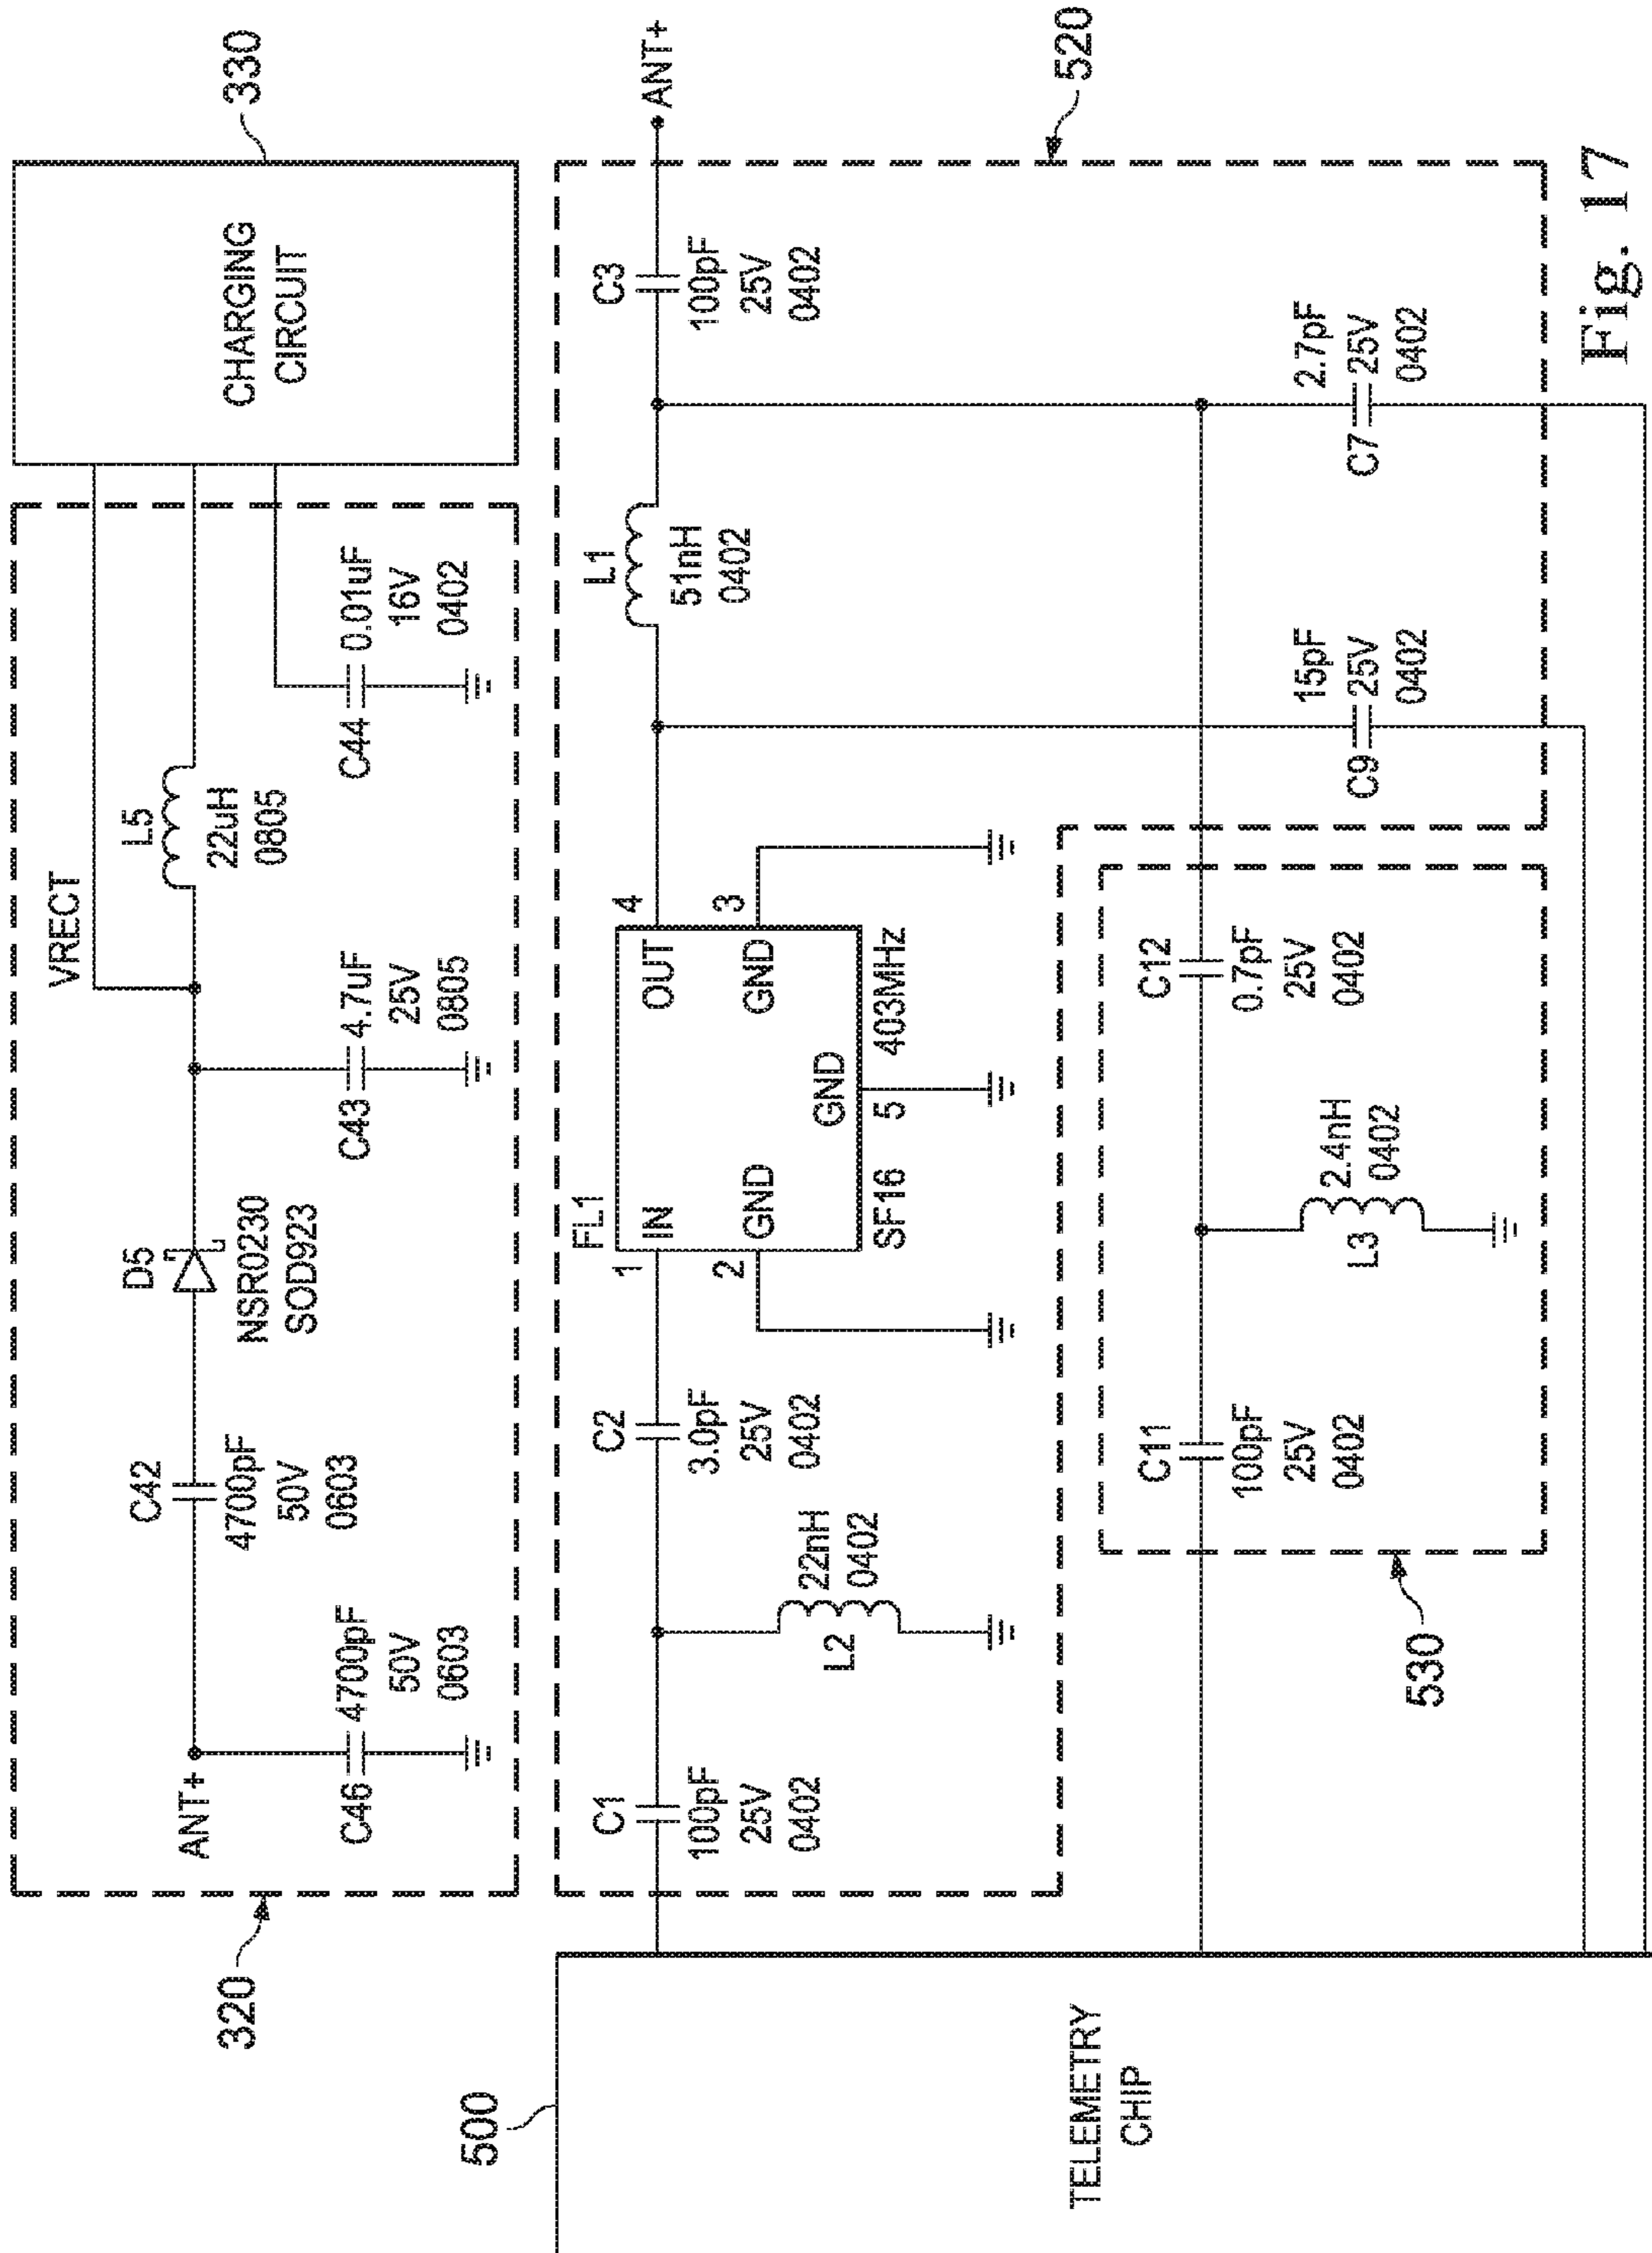 320
ANT+
C46
4700pF
50V
0603
C42
4700pF
50V
0603
D5
NSR0230
SOD923
C43
4.7uF
25V
0805
VRECT
L5
22uH
0805
C44
0.01uF
16V
0402
CHARGING
CIRCUIT
330
500
TELEMETRY
CHIP
C1
100pF
25V
0402
L2
22nH
0402
C2
3.0pF
25V
0402
FL1
1
IN
2
GND
SF16
GND
5
403MHz
OUT
4
GND
3
L1
51nH
0402
C3
100pF
25V
0402
ANT+
520
C9
15pF
25V
0402
C7
2.7pF
25V
0402
530
C11
100pF
25V
0402
L3
2.4nH
0402
C12
0.7pF
25V
0402
Fig. 17